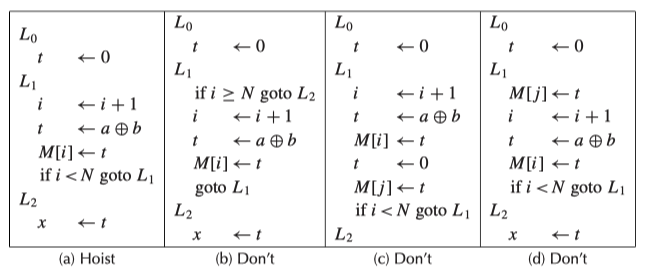 L₀
t ← 0
L₁
i ← i + 1
t ← a ⊕ b
M[i] ← t
if i < N goto L₁
L₂
x ← t
(a) Hoist
L₀
t ← 0
L₁
if i ≥ N goto L₂
i ← i + 1
t ← a ⊕ b
M[i] ← t
goto L₁
L₂
x ← t
(b) Don't
L₀
t ← 0
L₁
i ← i + 1
t ← a ⊕ b
M[i] ← t
t ← 0
M[j] ← t
if i < N goto L₁
L₂
(c) Don't
L₀
t ← 0
L₁
M[j] ← t
i ← i + 1
t ← a ⊕ b
M[i] ← t
if i < N goto L₁
L₂
x ← t
(d) Don't